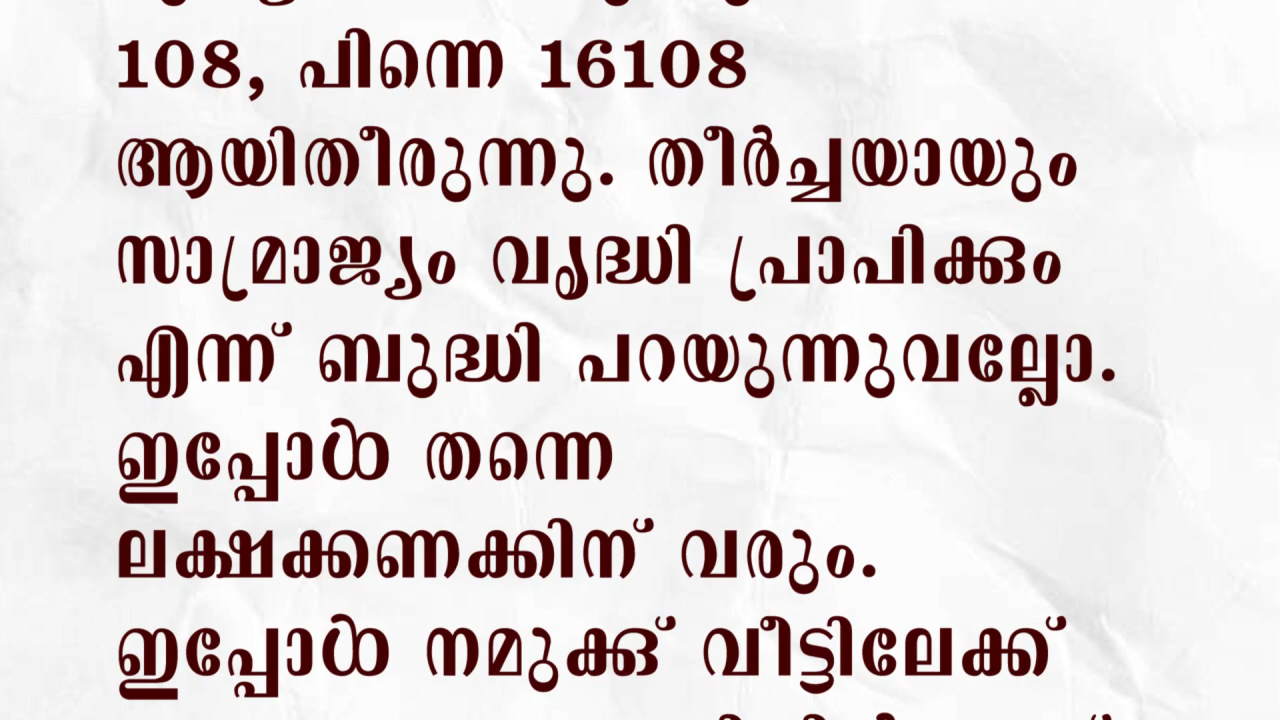 108, പിന്നെ 16108
ആയിതീരുന്നു. തീർച്ചയായും
സാമ്രാജ്യം വൃദ്ധി പ്രാപിക്കും
എന്ന് ബുദ്ധി പറയുന്നുവല്ലോ.
ഇപ്പോൾ തന്നെ
ലക്ഷക്കണക്കിന് വരും.
ഇപ്പോൾ നമുക്കു് വീട്ടിലേക്ക്